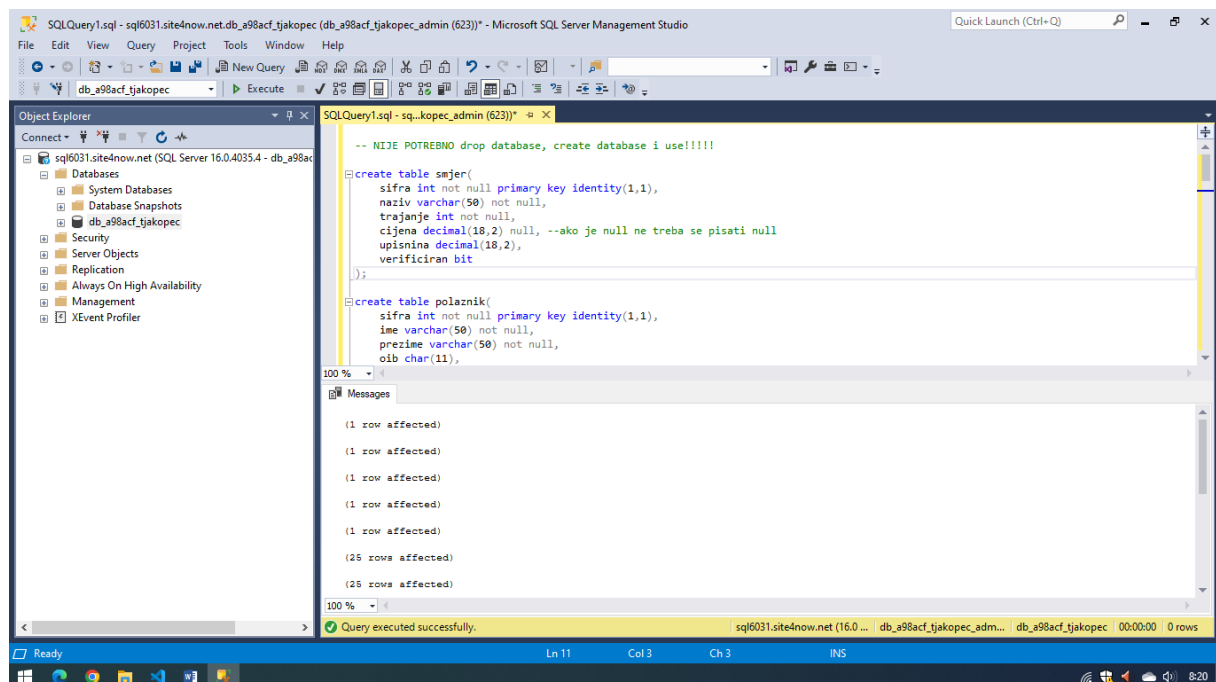 SQLQuery1.sql - sql6031.site4now.net.db_a98acf_tjakopec (db_a98acf_tjakopec_admin (623))* - Microsoft SQL Server Management Studio
Quick Launch (Ctrl+Q)
File Edit View Query Project Tools Window Help
New Query
MDX DMX XMLA DAX
db_a98acf_tjakopec
Execute
Object Explorer
SQLQuery1.sql - sq...kopec_admin (623))*
Connect
sql6031.site4now.net (SQL Server 16.0.4035.4 - db_a98ac
Databases
System Databases
Database Snapshots
db_a98acf_tjakopec
Security
Server Objects
Replication
Always On High Availability
Management
XEvent Profiler
-- NIJE POTREBNO drop database, create database i use!!!!!
create table smjer(
sifra int not null primary key identity(1,1),
naziv varchar(50) not null,
trajanje int not null,
cijena decimal(18,2) null, --ako je null ne treba se pisati null
upisnina decimal(18,2),
verificiran bit
);
create table polaznik(
sifra int not null primary key identity(1,1),
ime varchar(50) not null,
prezime varchar(50) not null,
oib char(11),
100 %
Messages
(1 row affected)
(1 row affected)
(1 row affected)
(1 row affected)
(1 row affected)
(25 rows affected)
(25 rows affected)
100 %
Query executed successfully.
sql6031.site4now.net (16.0 ...
db_a98acf_tjakopec_adm...
db_a98acf_tjakopec
00:00:00
0 rows
Ready
Ln 11
Col 3
Ch 3
INS
8:20